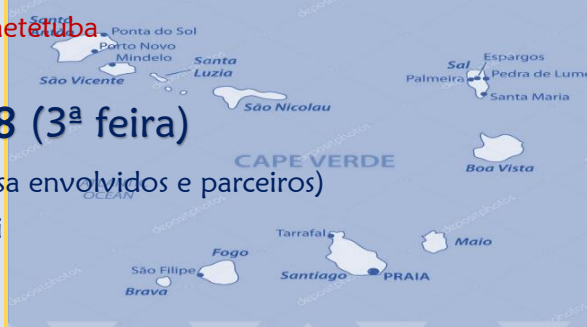 aetetuba
Santo
Antão
Ponta do Sol
Porto Novo
Mindelo
São Vicente
Santa
Luzia
São Nicolau
Sal
Espargos
Palmeira
Pedra de Lume
Santa Maria
8 (3ª feira)
CAPE VERDE
Boa Vista
sa envolvidos e parceiros)
OCEAN
i
Tarrafal
Maio
Fogo
São Filipe
Santiago
PRAIA
Brava